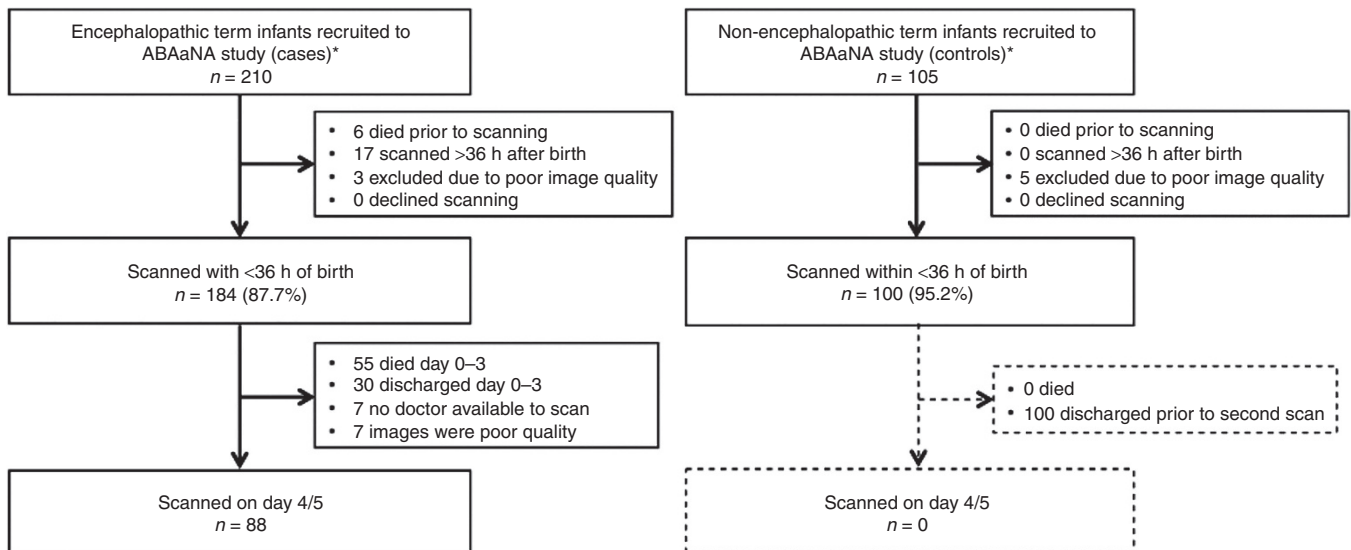 Encephalopathic term infants recruited to
ABAaNA study (cases)*
n = 210
Non-encephalopathic term infants recruited to
ABAaNA study (controls)*
n = 105
• 6 died prior to scanning
• 17 scanned >36 h after birth
• 3 excluded due to poor image quality
• 0 declined scanning
• 0 died prior to scanning
• 0 scanned >36 h after birth
• 5 excluded due to poor image quality
• 0 declined scanning
Scanned with <36 h of birth
n = 184 (87.7%)
Scanned within <36 h of birth
n = 100 (95.2%)
• 55 died day 0–3
• 30 discharged day 0–3
• 7 no doctor available to scan
• 7 images were poor quality
• 0 died
• 100 discharged prior to second scan
Scanned on day 4/5
n = 88
Scanned on day 4/5
n = 0